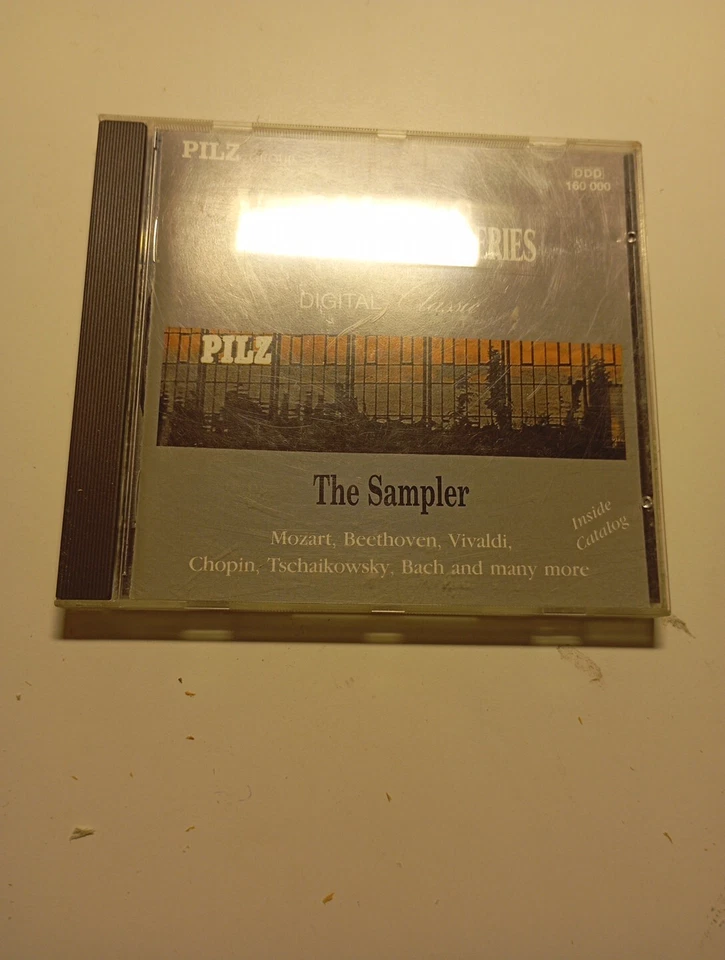 PILZ
DDD
160 000
ERIES
DIGITAL Classic
PILZ
The Sampler
Inside
Catalog
Mozart, Beethoven, Vivaldi,
Chopin, Tschaikowsky, Bach and many more